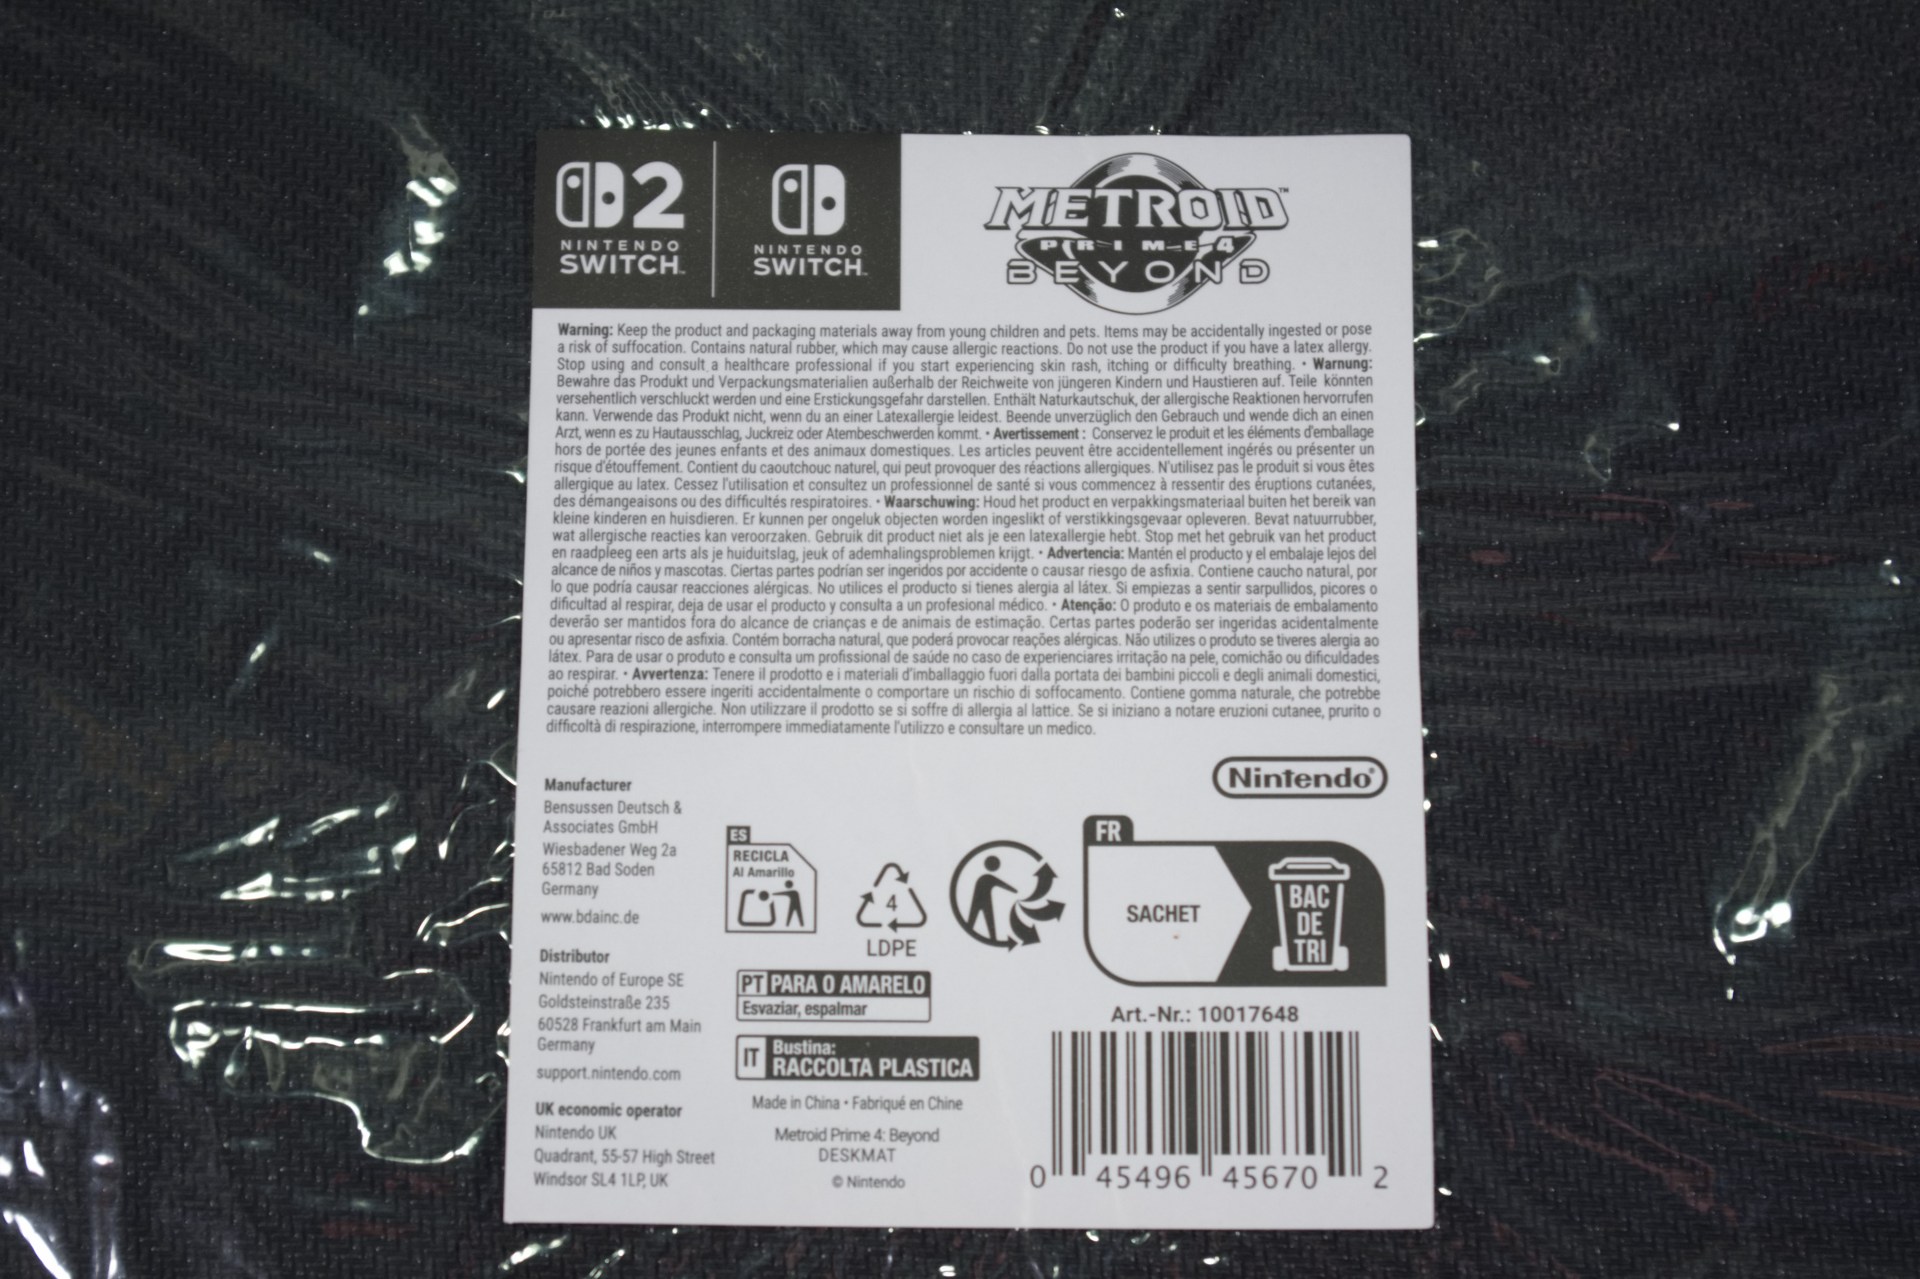 2
NINTENDO
SWITCH™
NINTENDO
SWITCH™
METROID™
PRIME 4
BEYOND
Warning: Keep the product and packaging materials away from young children and pets. Items may be accidentally ingested or pose
a risk of suffocation. Contains natural rubber, which may cause allergic reactions. Do not use the product if you have a latex allergy.
Stop using and consult a healthcare professional if you start experiencing skin rash, itching or difficulty breathing. • Warnung:
Bewahre das Produkt und Verpackungsmaterialien außerhalb der Reichweite von jüngeren Kindern und Haustieren auf. Teile könnten
versehentlich verschluckt werden und eine Erstickungsgefahr darstellen. Enthält Naturkautschuk, der allergische Reaktionen hervorrufen
kann. Verwende das Produkt nicht, wenn du an einer Latexallergie leidest. Beende unverzüglich den Gebrauch und wende dich an einen
Arzt, wenn es zu Hautausschlag, Juckreiz oder Atembeschwerden kommt. • Avertissement : Conservez le produit et les éléments d'emballage
hors de portée des jeunes enfants et des animaux domestiques. Les articles peuvent être accidentellement ingérés ou présenter un
risque d'étouffement. Contient du caoutchouc naturel, qui peut provoquer des réactions allergiques. N'utilisez pas le produit si vous êtes
allergique au latex. Cessez l'utilisation et consultez un professionnel de santé si vous commencez à ressentir des éruptions cutanées,
des démangeaisons ou des difficultés respiratoires. • Waarschuwing: Houd het product en verpakkingsmateriaal buiten het bereik van
kleine kinderen en huisdieren. Er kunnen per ongeluk objecten worden ingeslikt of verstikkingsgevaar opleveren. Bevat natuurrubber,
wat allergische reacties kan veroorzaken. Gebruik dit product niet als je een latexallergie hebt. Stop met het gebruik van het product
en raadpleeg een arts als je huiduitslag, jeuk of ademhalingsproblemen krijgt. • Advertencia: Mantén el producto y el embalaje lejos del
alcance de niños y mascotas. Ciertas partes podrían ser ingeridos por accidente o causar riesgo de asfixia. Contiene caucho natural, por
lo que podría causar reacciones alérgicas. No utilices el producto si tienes alergia al látex. Si empiezas a sentir sarpullidos, picores o
dificultad al respirar, deja de usar el producto y consulta a un profesional médico. • Atenção: O produto e os materiais de embalamento
deverão ser mantidos fora do alcance de crianças e de animais de estimação. Certas partes poderão ser ingeridas acidentalmente
ou apresentar risco de asfixia. Contém borracha natural, que poderá provocar reações alérgicas. Não utilizes o produto se tiveres alergia ao
látex. Para de usar o produto e consulta um profissional de saúde no caso de experienciares irritação na pele, comichão ou dificuldades
ao respirar. • Avvertenza: Tenere il prodotto e i materiali d'imballaggio fuori dalla portata dei bambini piccoli e degli animali domestici,
poiché potrebbero essere ingeriti accidentalmente o comportare un rischio di soffocamento. Contiene gomma naturale, che potrebbe
causare reazioni allergiche. Non utilizzare il prodotto se si soffre di allergia al lattice. Se si iniziano a notare eruzioni cutanee, prurito o
difficoltà di respirazione, interrompere immediatamente l'utilizzo e consultare un medico.
Nintendo®
Manufacturer
Bensussen Deutsch &
Associates GmbH
Wiesbadener Weg 2a
65812 Bad Soden
Germany
www.bdainc.de
Distributor
Nintendo of Europe SE
Goldsteinstraße 235
60528 Frankfurt am Main
Germany
support.nintendo.com
UK economic operator
Nintendo UK
Quadrant, 55-57 High Street
Windsor SL4 1LP, UK
ES
RECICLA
Al Amarillo
4
LDPE
FR
SACHET
BAC
DE
TRI
PT PARA O AMARELO
Esvaziar, espalmar
IT Bustina:
RACCOLTA PLASTICA
Made in China • Fabriqué en Chine
Metroid Prime 4: Beyond
DESKMAT
© Nintendo
Art.-Nr.: 10017648
0 45496 45670 2